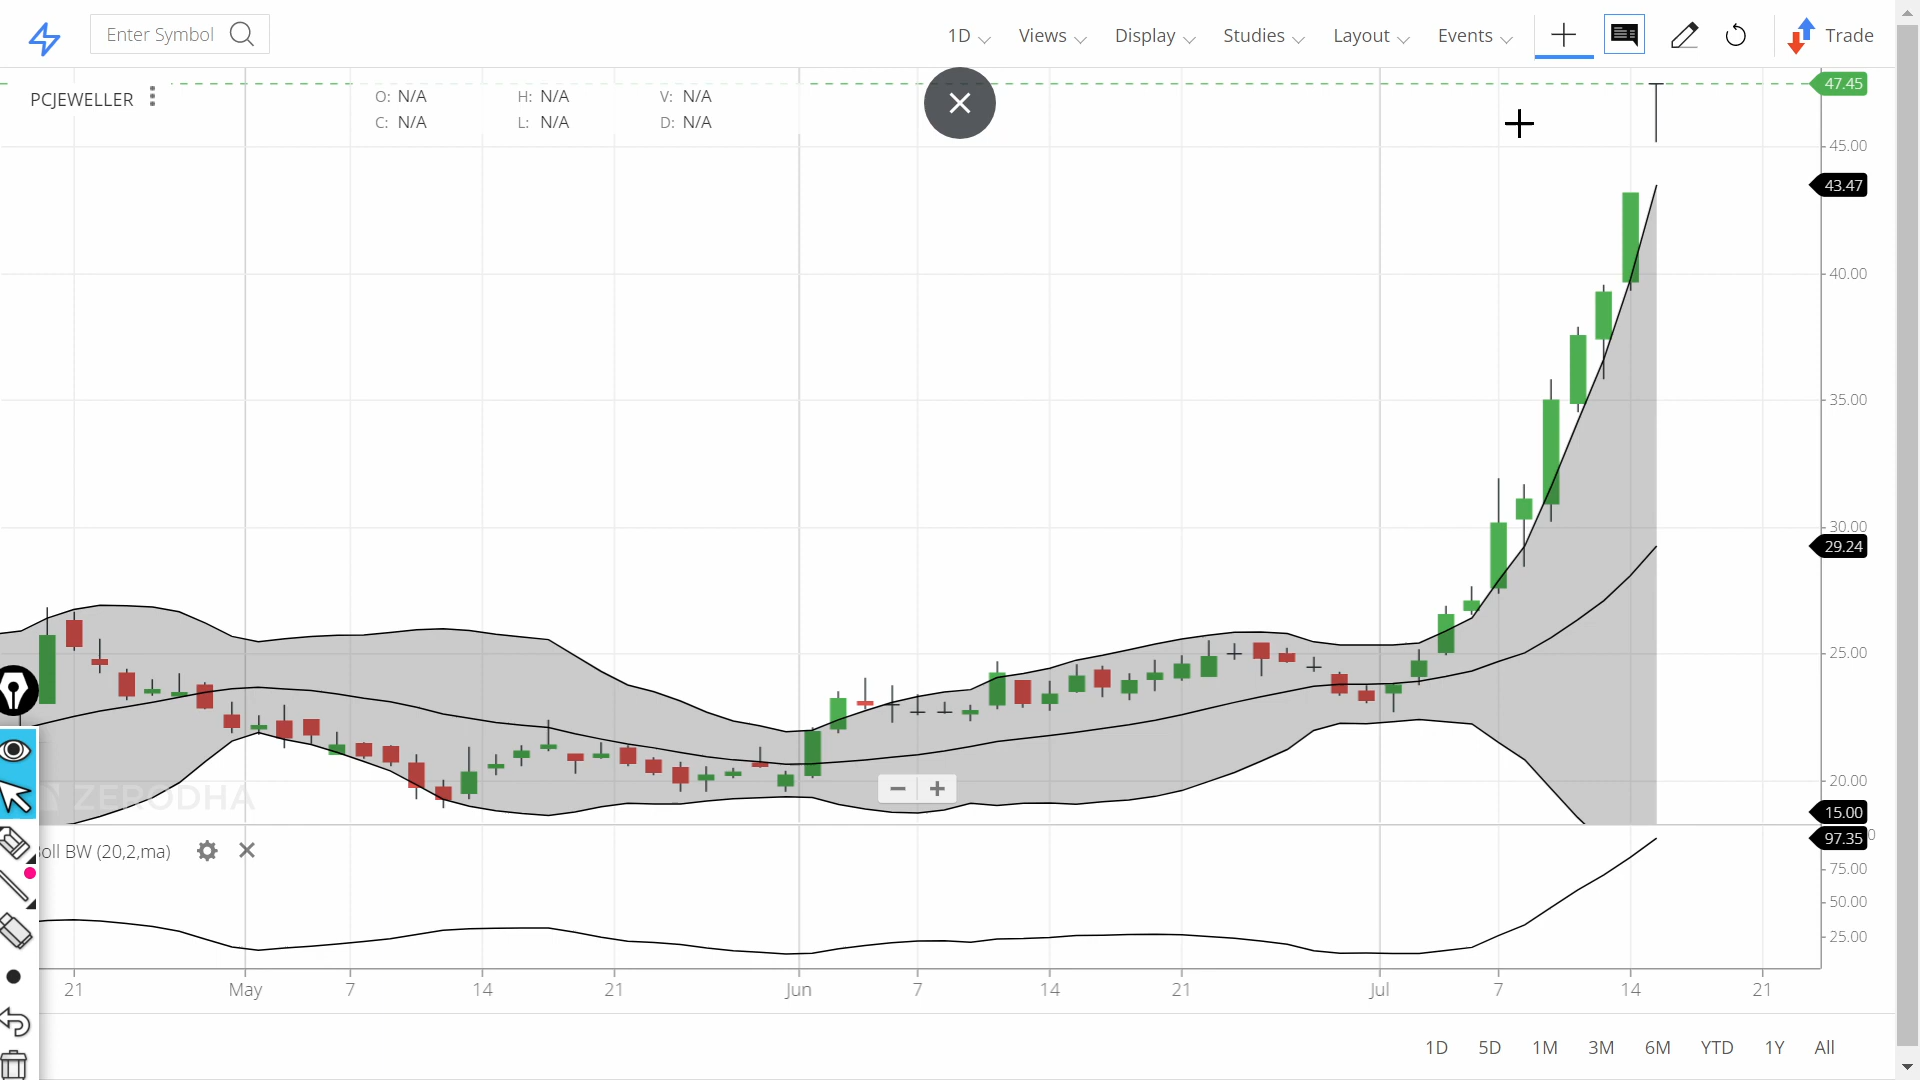 Enter Symbol
1D Views Display Studies Layout Events Trade
PCJEWELLER
O: N/A H: N/A V: N/A
C: N/A L: N/A D: N/A
47.45
45.00
43.47
40.00
35.00
30.00
29.24
25.00
20.00
ZERODHA
15.00
97.35
oll BW (20,2,ma)
75.00
50.00
25.00
21 May 7 14 21 Jun 7 14 21 Jul 7 14 21
1D 5D 1M 3M 6M YTD 1Y All